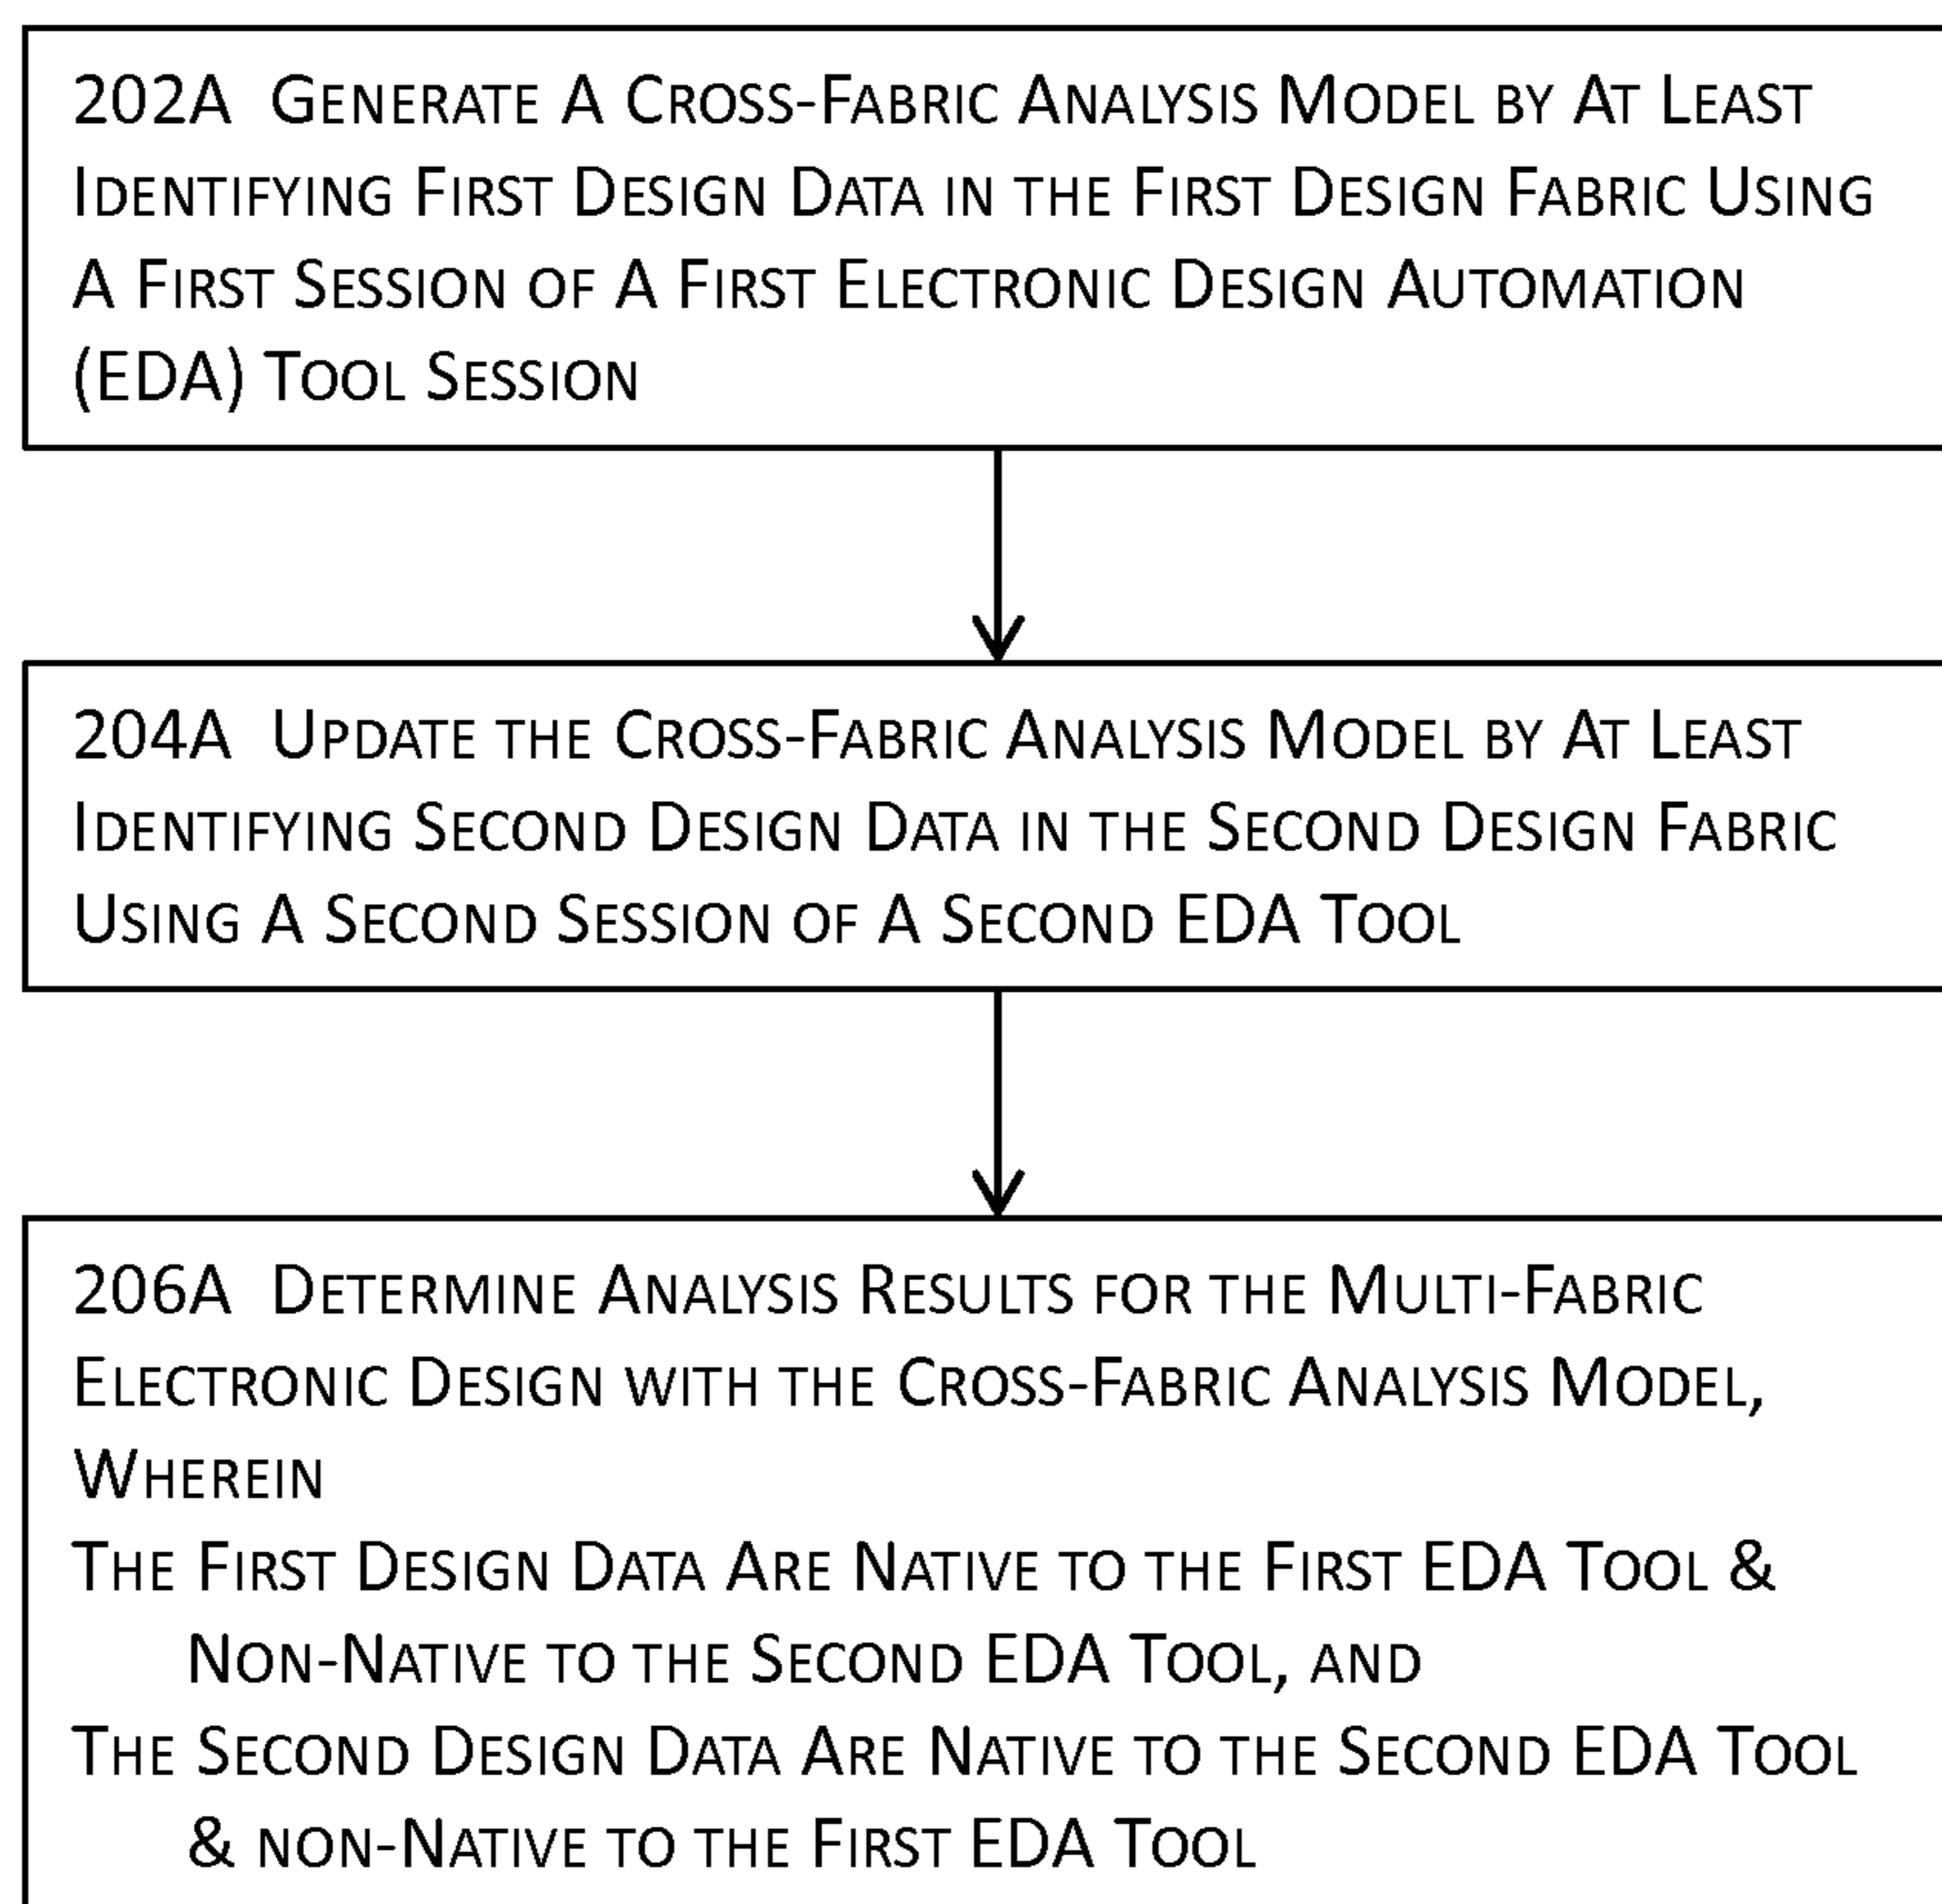 202A Generate A Cross-Fabric Analysis Model by At Least
Identifying First Design Data in the First Design Fabric Using
A First Session of A First Electronic Design Automation
(EDA) Tool Session
204A Update the Cross-Fabric Analysis Model by At Least
Identifying Second Design Data in the Second Design Fabric
Using A Second Session of A Second EDA Tool
206A Determine Analysis Results for the Multi-Fabric
Electronic Design with the Cross-Fabric Analysis Model,
Wherein
The First Design Data Are Native to the First EDA Tool &
Non-Native to the Second EDA Tool, and
The Second Design Data Are Native to the Second EDA Tool
& non-Native to the First EDA Tool